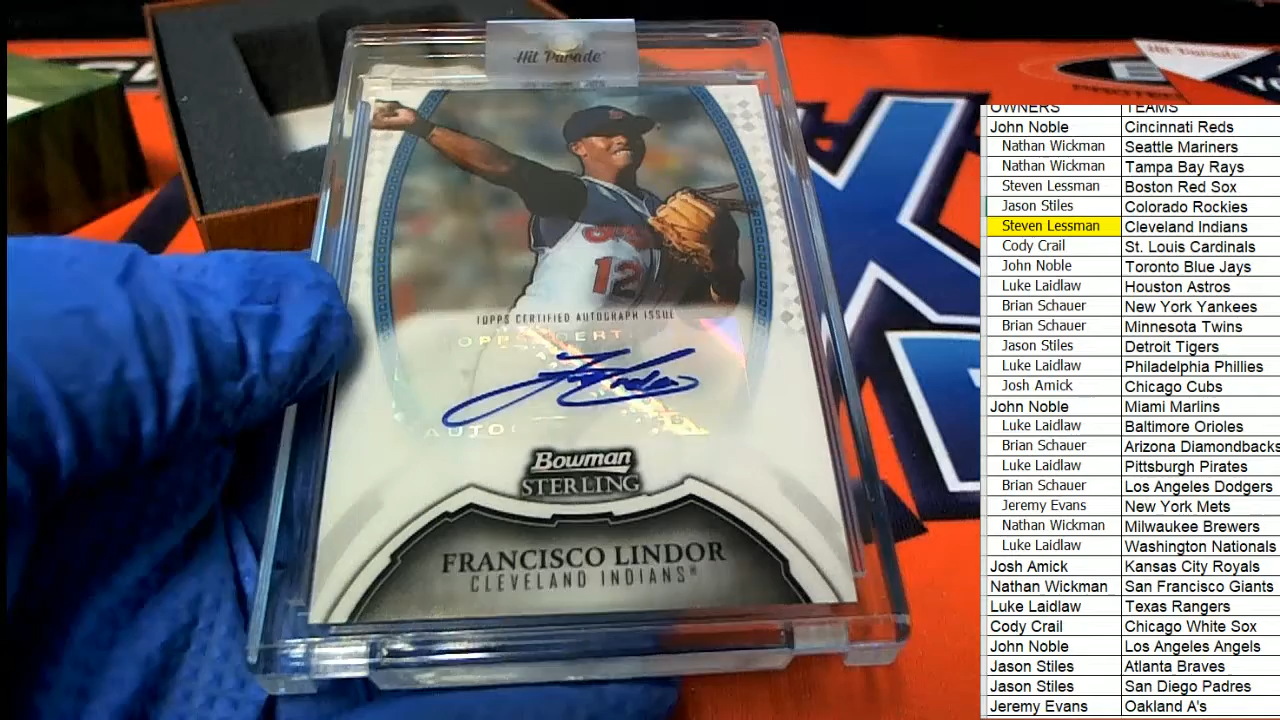 Hit Parade
TOPPS CERTIFIED AUTOGRAPH ISSUE
12
Bowman
STERLING
FRANCISCO LINDOR
CLEVELAND INDIANS
OWNERS TEAMS
John Noble Cincinnati Reds
Nathan Wickman Seattle Mariners
Nathan Wickman Tampa Bay Rays
Steven Lessman Boston Red Sox
Jason Stiles Colorado Rockies
Steven Lessman Cleveland Indians
Cody Crail St. Louis Cardinals
John Noble Toronto Blue Jays
Luke Laidlaw Houston Astros
Brian Schauer New York Yankees
Brian Schauer Minnesota Twins
Jason Stiles Detroit Tigers
Luke Laidlaw Philadelphia Phillies
Josh Amick Chicago Cubs
John Noble Miami Marlins
Luke Laidlaw Baltimore Orioles
Brian Schauer Arizona Diamondbacks
Luke Laidlaw Pittsburgh Pirates
Brian Schauer Los Angeles Dodgers
Jeremy Evans New York Mets
Nathan Wickman Milwaukee Brewers
Luke Laidlaw Washington Nationals
Josh Amick Kansas City Royals
Nathan Wickman San Francisco Giants
Luke Laidlaw Texas Rangers
Cody Crail Chicago White Sox
John Noble Los Angeles Angels
Jason Stiles Atlanta Braves
Jason Stiles San Diego Padres
Jeremy Evans Oakland A's